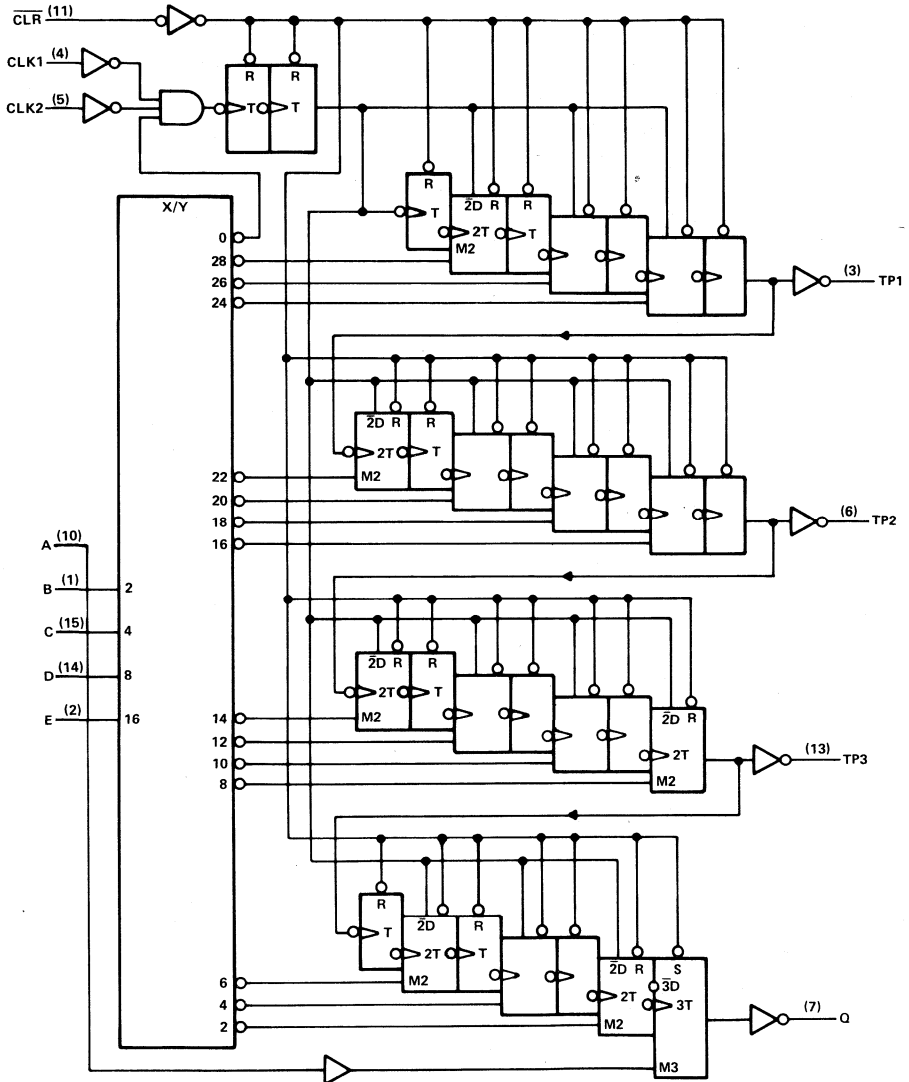 CLR (11)
R R
CLK1 (4)
CLK2 (5)
T T
X/Y
R
2D R R
T
2T T
M2
0
28
26
24
(3) TP1
2D R R
2T T
M2
22
20
18
16
(6) TP2
A (10)
B (1) 2
C (15) 4
D (14) 8
E (2) 16
2D R R
2T T
M2
14
12
10
8
2D R
2T
M2
(13) TP3
R
2D R
T
2T T
M2
6
4
2
2D R S
3D
2T 3T
M2
M3
(7) Q